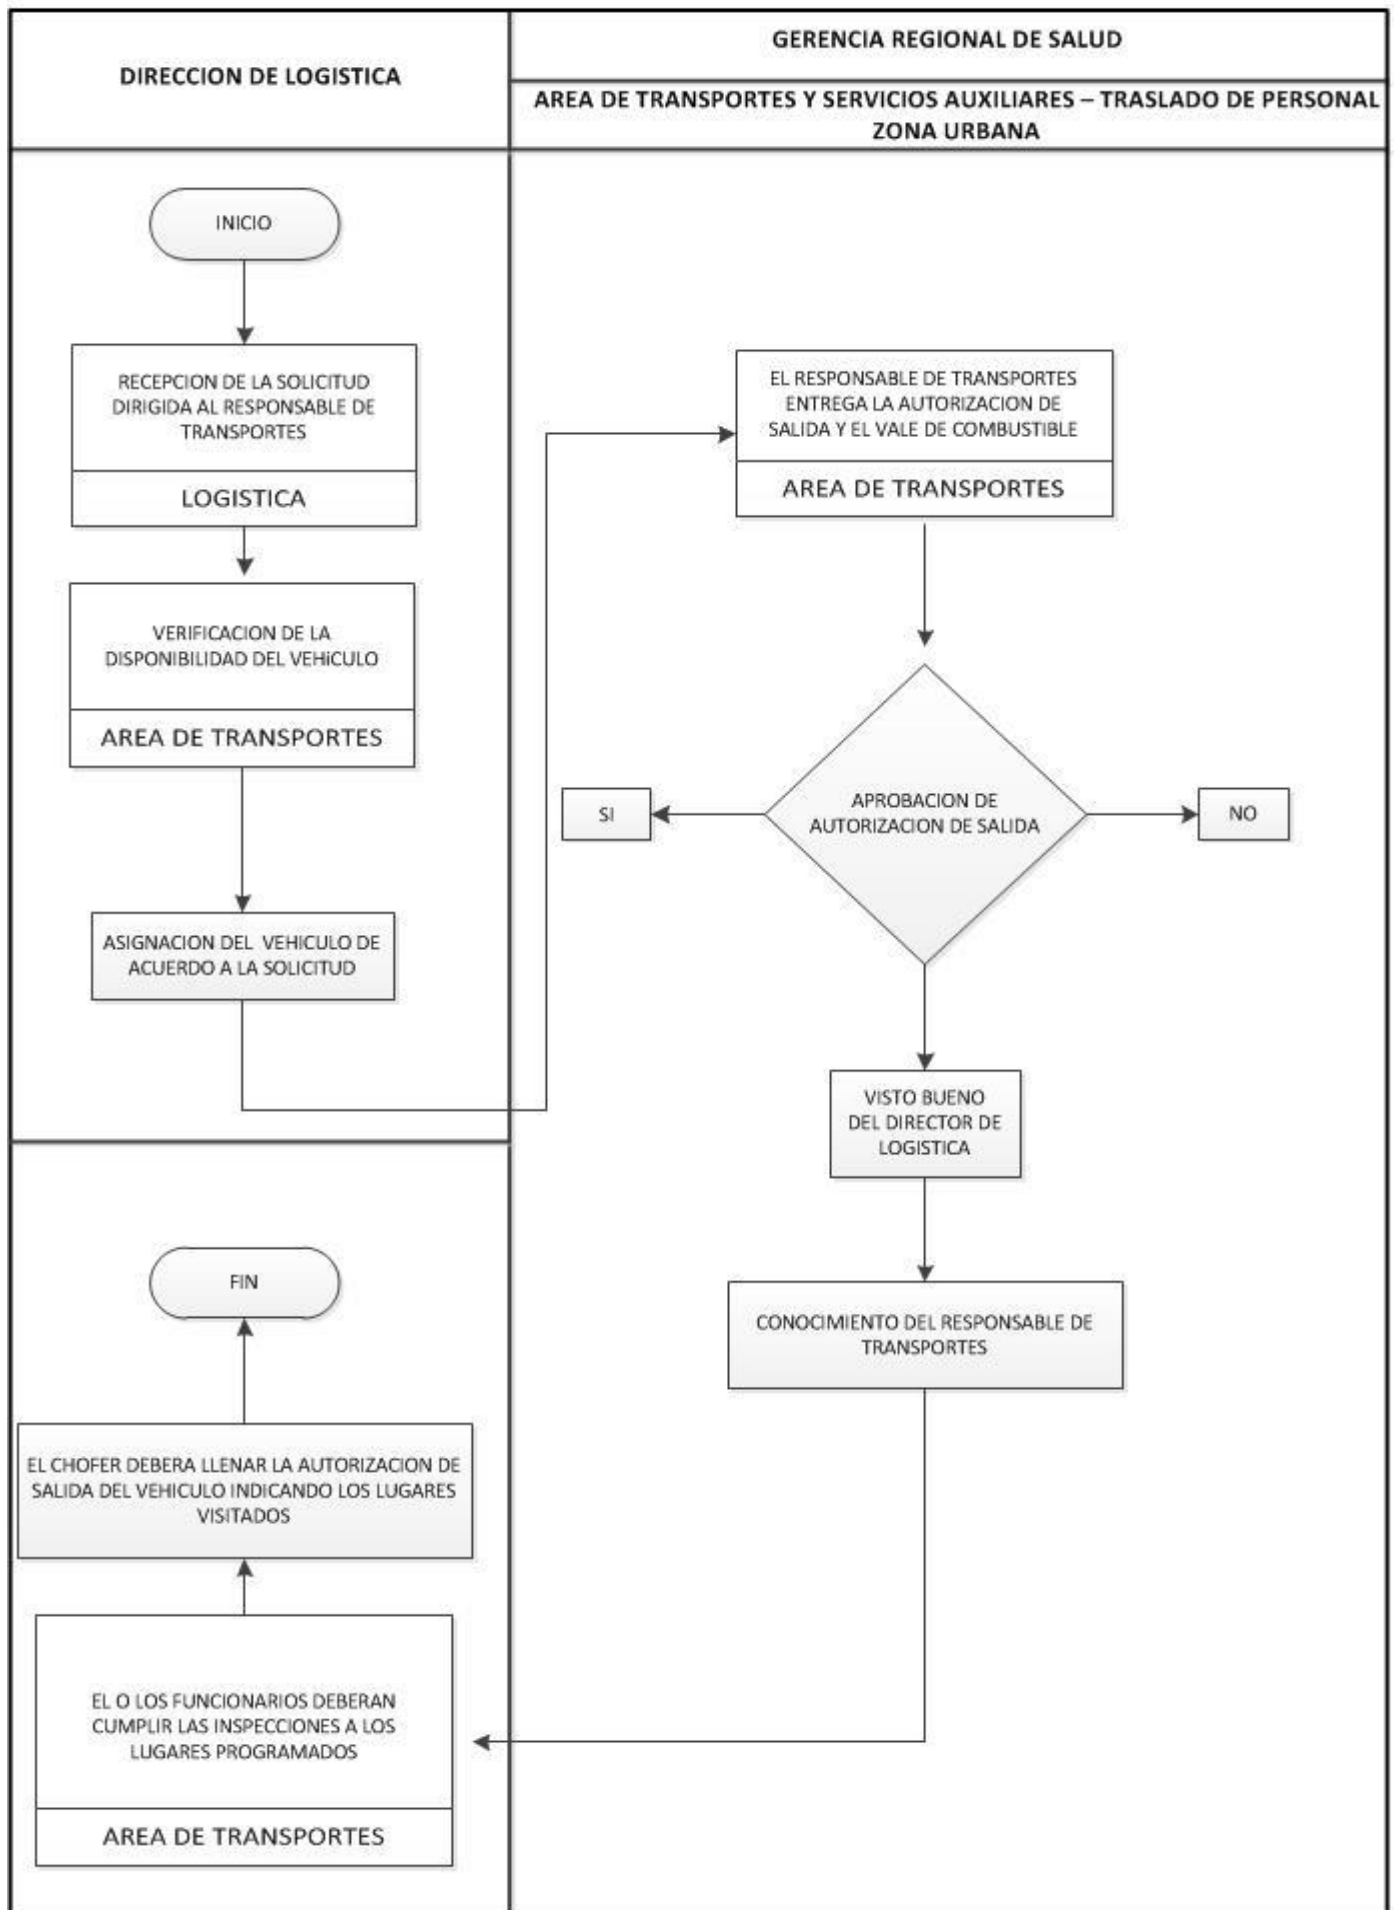 DIRECCION DE LOGISTICA
GERENCIA REGIONAL DE SALUD
AREA DE TRANSPORTES Y SERVICIOS AUXILIARES – TRASLADO DE PERSONAL
ZONA URBANA
INICIO
RECEPCION DE LA SOLICITUD
DIRIGIDA AL RESPONSABLE DE
TRANSPORTES
LOGISTICA
VERIFICACION DE LA
DISPONIBILIDAD DEL VEHíCULO
AREA DE TRANSPORTES
ASIGNACION DEL VEHICULO DE
ACUERDO A LA SOLICITUD
EL RESPONSABLE DE TRANSPORTES
ENTREGA LA AUTORIZACION DE
SALIDA Y EL VALE DE COMBUSTIBLE
AREA DE TRANSPORTES
APROBACION DE
AUTORIZACION DE SALIDA
SI
NO
VISTO BUENO
DEL DIRECTOR DE
LOGISTICA
CONOCIMIENTO DEL RESPONSABLE DE
TRANSPORTES
EL O LOS FUNCIONARIOS DEBERAN
CUMPLIR LAS INSPECCIONES A LOS
LUGARES PROGRAMADOS
AREA DE TRANSPORTES
EL CHOFER DEBERA LLENAR LA AUTORIZACION DE
SALIDA DEL VEHICULO INDICANDO LOS LUGARES
VISITADOS
FIN